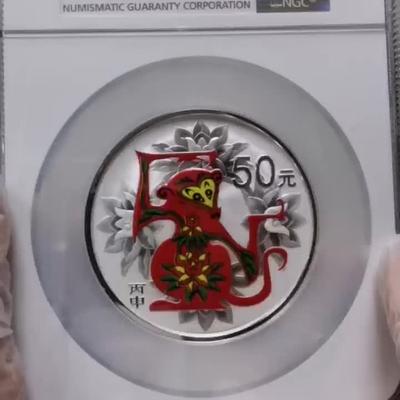 NUMISMATIC GUARANTY CORPORATION
NGC
50元
丙申